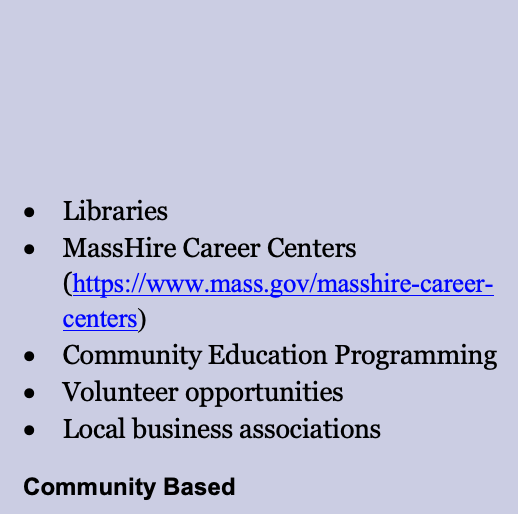 • Libraries
• MassHire Career Centers
(https://www.mass.gov/masshire-career-
centers)
• Community Education Programming
• Volunteer opportunities
• Local business associations
Community Based